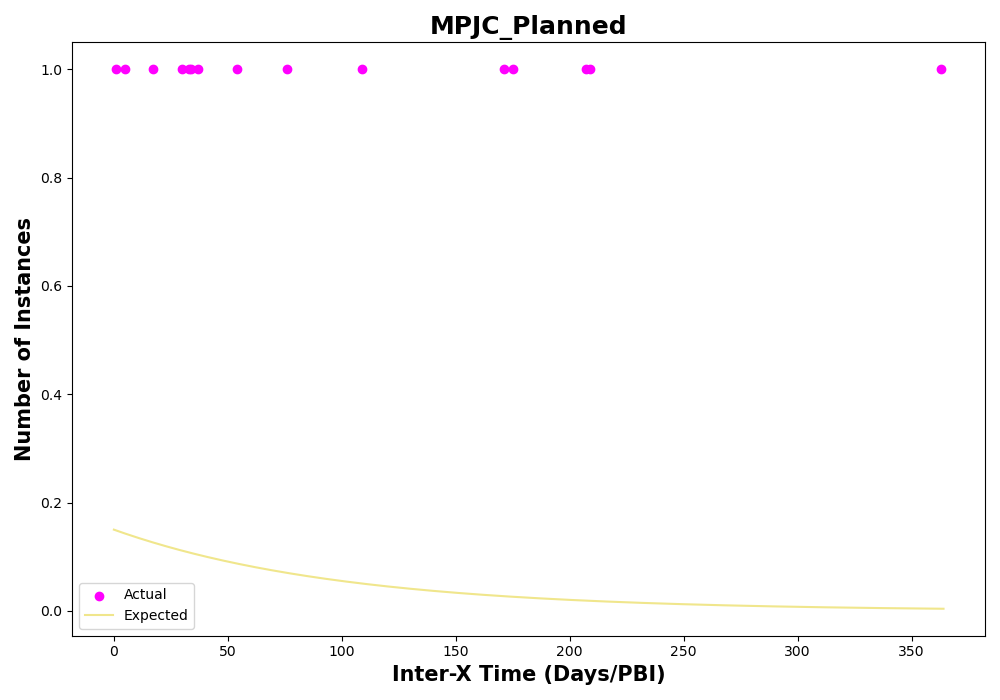 MPJC_Planned
Number of Instances
1.0
0.8
0.6
0.4
0.2
0.0
Actual
Expected
0 50 100 150 200 250 300 350
Inter-X Time (Days/PBI)